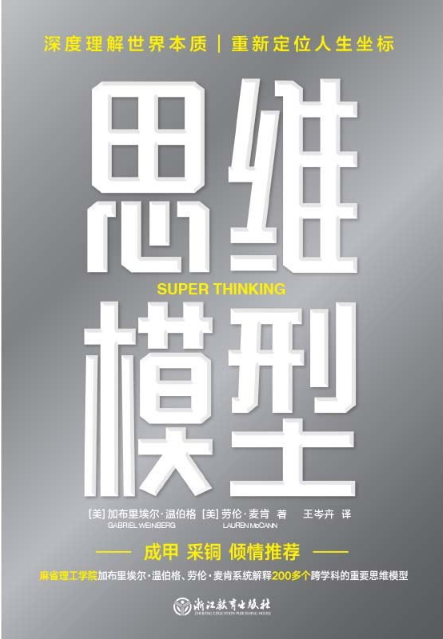 深度理解世界本质｜重新定位人生坐标
思维
SUPER THINKING
模型
［美］加布里埃尔·温伯格 ［美］劳伦·麦肯 著 王岑卉 译
GABRIEL WEINBERG LAUREN McCANN
成甲 采铜 倾情推荐
麻省理工学院加布里埃尔·温伯格、劳伦·麦肯系统解释200多个跨学科的重要思维模型
浙江教育出版社